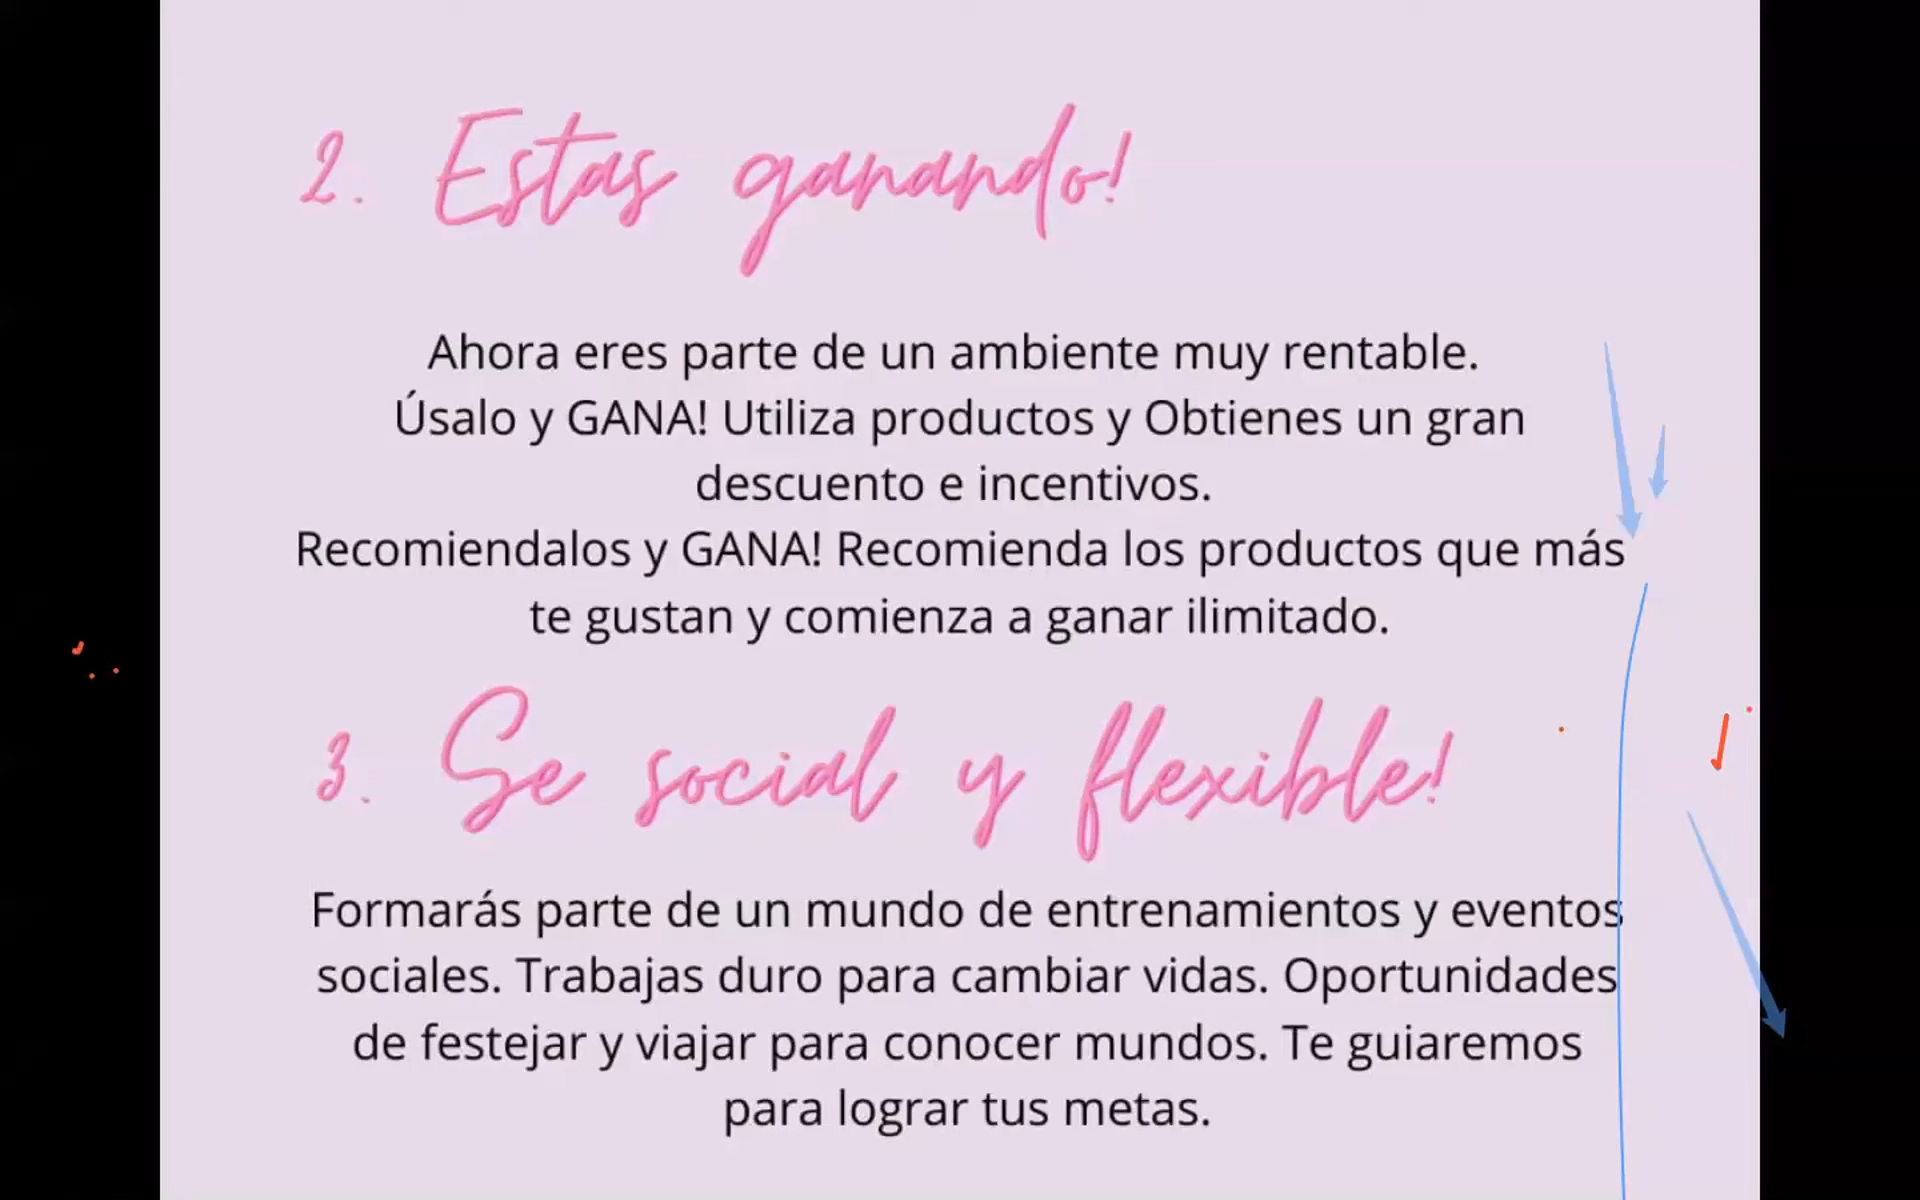 2. Estas ganando!
Ahora eres parte de un ambiente muy rentable.
Úsalo y GANA! Utiliza productos y Obtienes un gran
descuento e incentivos.
Recomiendalos y GANA! Recomienda los productos que más
te gustan y comienza a ganar ilimitado.
3. Se social y flexible!
Formarás parte de un mundo de entrenamientos y eventos
sociales. Trabajas duro para cambiar vidas. Oportunidades
de festejar y viajar para conocer mundos. Te guiaremos
para lograr tus metas.